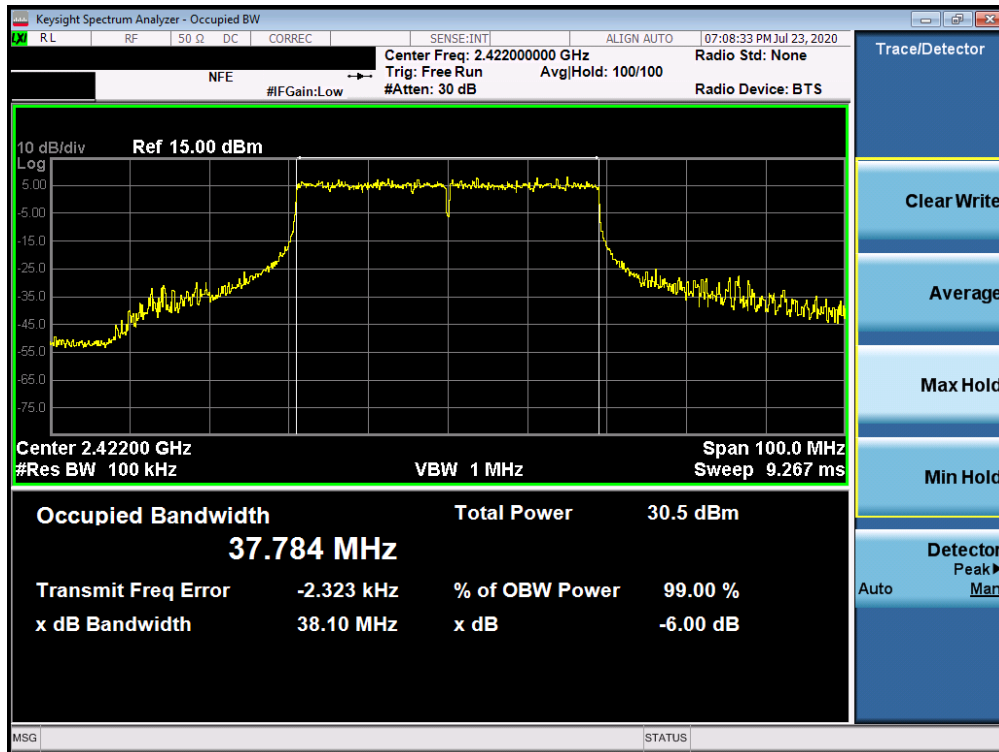 Keysight Spectrum Analyzer - Occupied BW
LXI RL RF 50 Ω DC CORREC SENSE:INT ALIGN AUTO 07:08:33 PM Jul 23, 2020
Center Freq: 2.422000000 GHz Radio Std: None
NFE Trig: Free Run Avg|Hold: 100/100
#IFGain:Low #Atten: 30 dB Radio Device: BTS
10 dB/div Ref 15.00 dBm
Log
5.00
-5.00
-15.0
-25.0
-35.0
-45.0
-55.0
-65.0
-75.0
Center 2.42200 GHz Span 100.0 MHz
#Res BW 100 kHz VBW 1 MHz Sweep 9.267 ms
Occupied Bandwidth Total Power 30.5 dBm
37.784 MHz
Transmit Freq Error -2.323 kHz % of OBW Power 99.00 %
x dB Bandwidth 38.10 MHz x dB -6.00 dB
MSG STATUS
Trace/Detector
Clear Write
Average
Max Hold
Min Hold
Detector
Peak▶
Auto Man